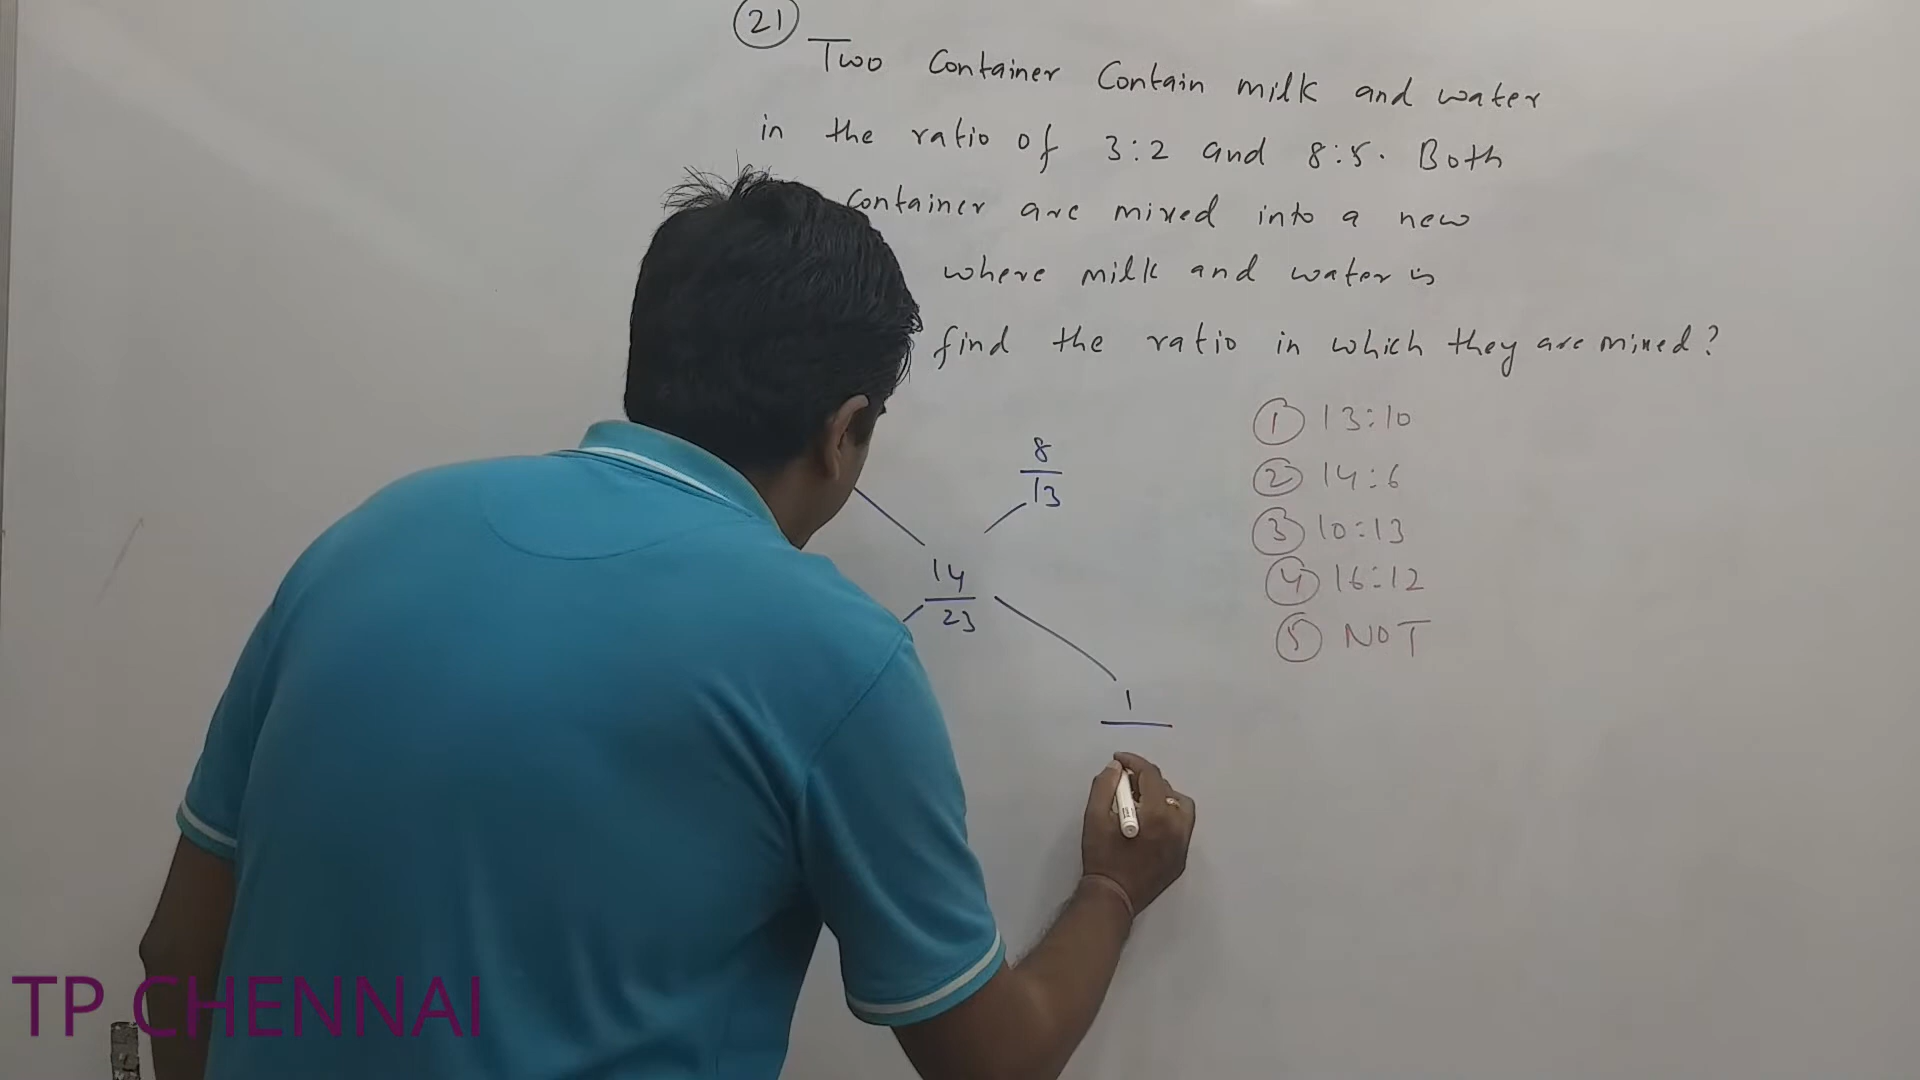 21
Two Container Contain milk and water
in the ratio of 3:2 and 8:5. Both
Container are mixed into a new
where milk and water is
find the ratio in which they are mixed?
8
13
14
23
1
1 13:10
2 14:6
3 10:13
4 16:12
5 NOT
TP CHENNAI